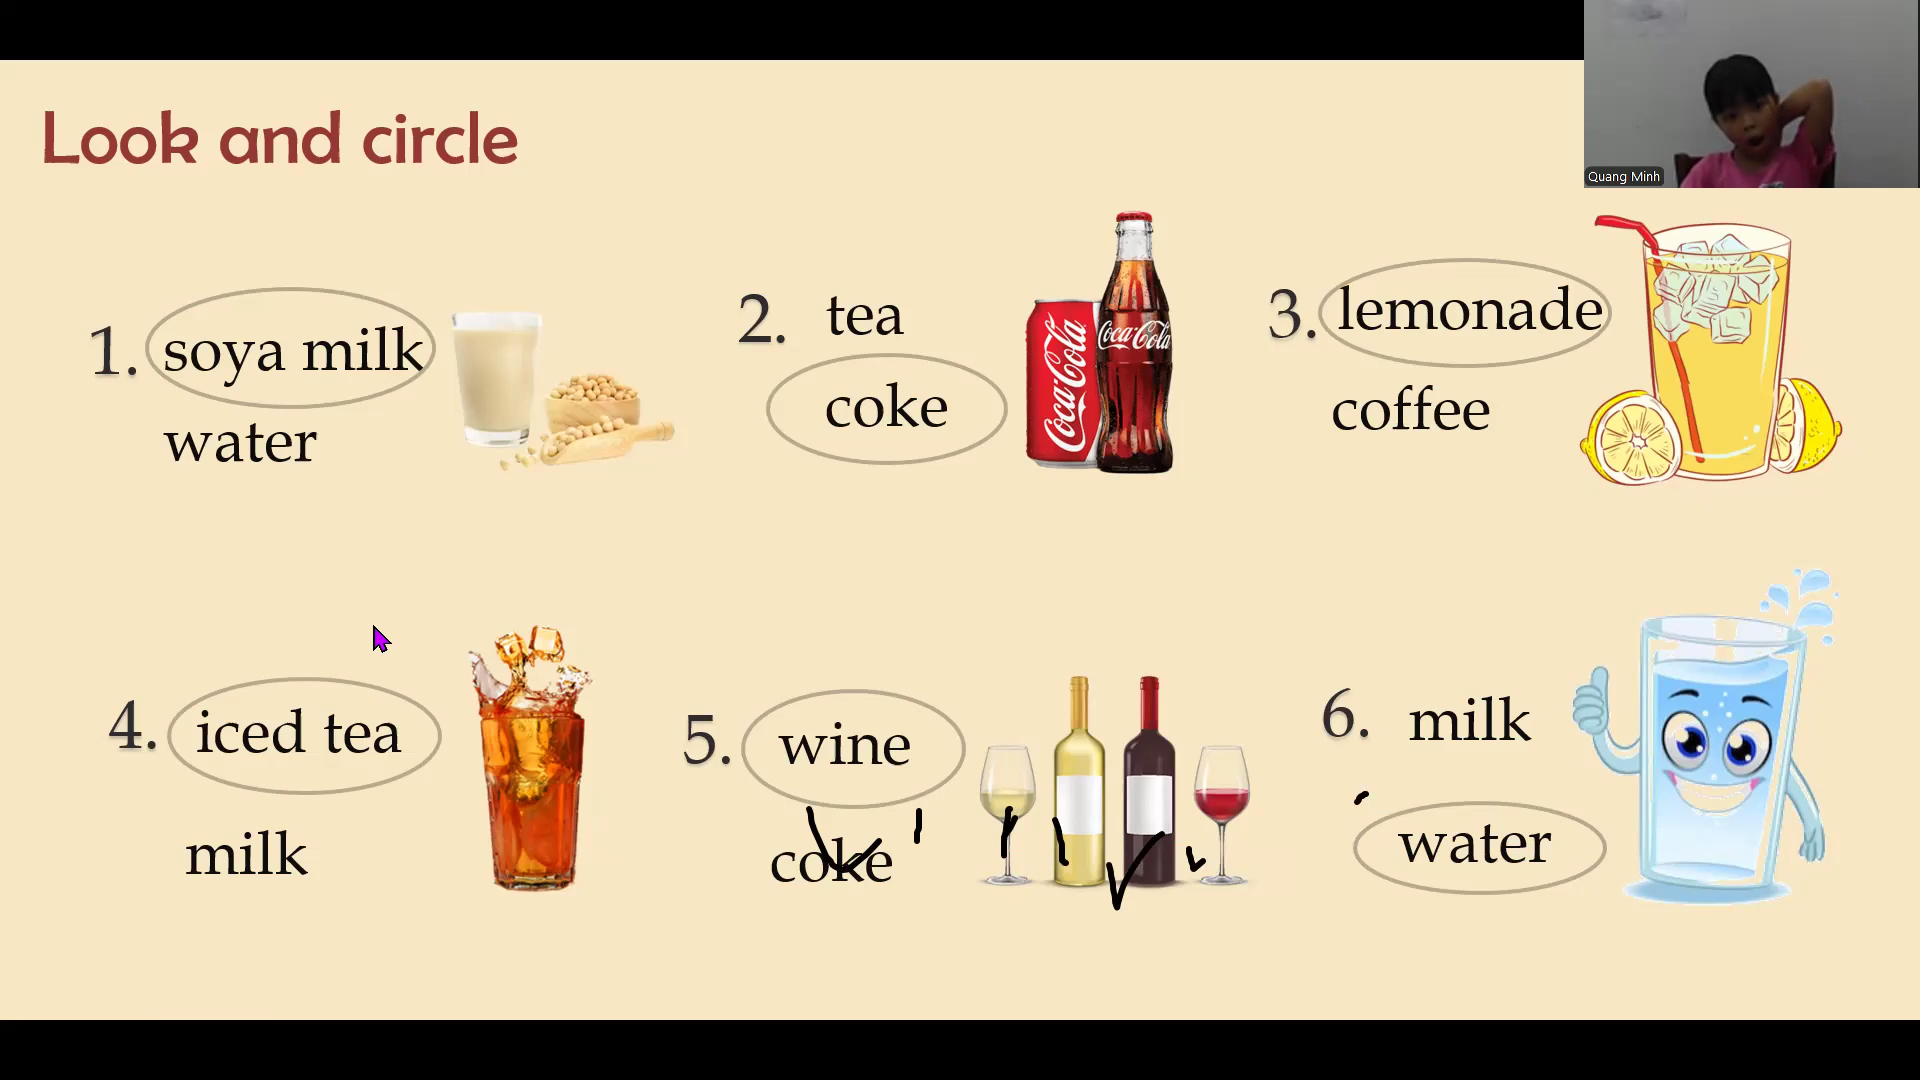 Look and circle
Quang Minh
1. soya milk
water
2. tea
coke
Coca-Cola
Coca-Cola
3. lemonade
coffee
4. iced tea
milk
5. wine
coke
6. milk
water